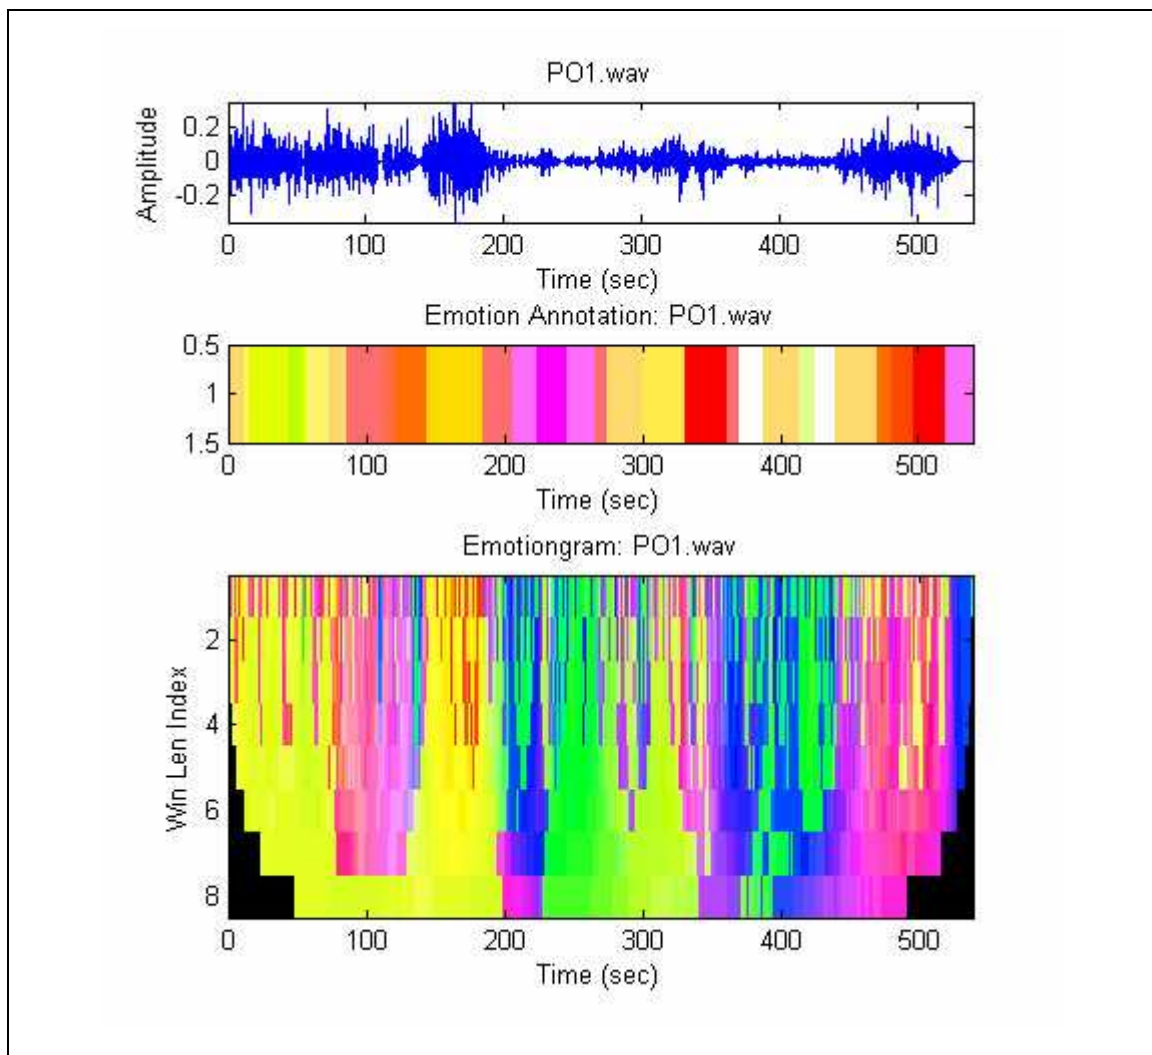 PO1.wav
Amplitude
0.2
0
-0.2
0 100 200 300 400 500
Time (sec)
Emotion Annotation: PO1.wav
0.5
1
1.5
0 100 200 300 400 500
Time (sec)
Emotiongram: PO1.wav
Win Len Index
2
4
6
8
0 100 200 300 400 500
Time (sec)